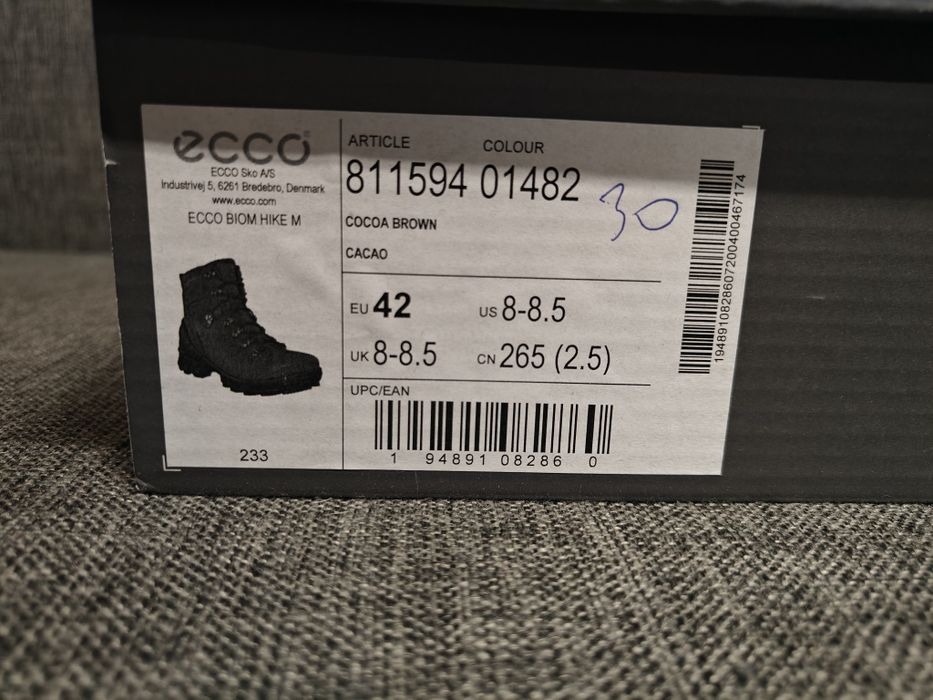 ecco
ECCO Sko A/S
Industrivej 5, 6261 Bredebro, Denmark
www.ecco.com
ECCO BIOM HIKE M
233
ARTICLE COLOUR
811594 01482
30
COCOA BROWN
CACAO
EU 42 US 8-8.5
UK 8-8.5 CN 265 (2.5)
UPC/EAN
1 94891 08286 0
1948910828607200400467174